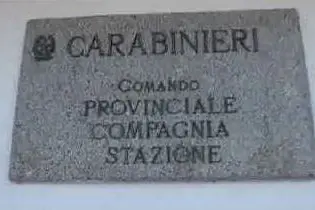 CARABINIERI
COMANDO
PROVINCIALE
COMPAGNIA
STAZIONE